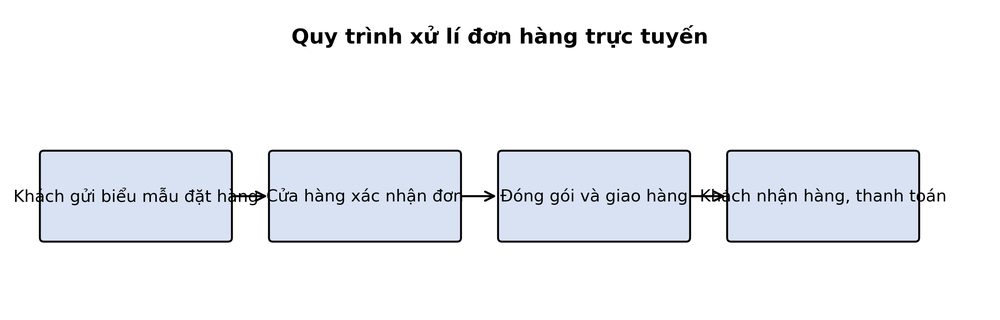 Quy trình xử lí đơn hàng trực tuyến
Khách gửi biểu mẫu đặt hàng
Cửa hàng xác nhận đơn
Đóng gói và giao hàng
Khách nhận hàng, thanh toán